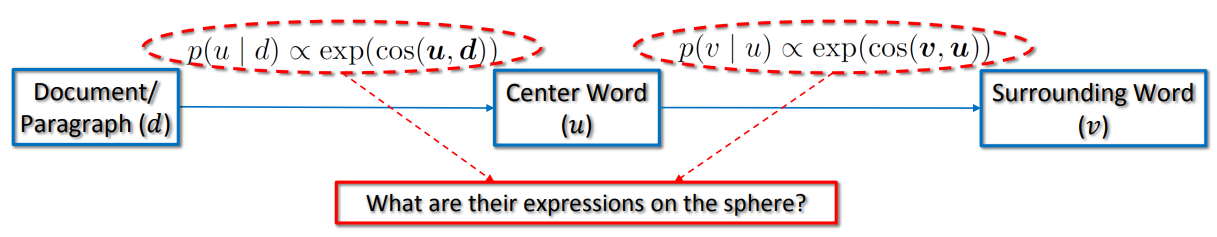 p(u | d) ∝ exp(cos(u, d))
p(v | u) ∝ exp(cos(v, u))
Document/
Paragraph (d)
Center Word
(u)
Surrounding Word
(v)
What are their expressions on the sphere?